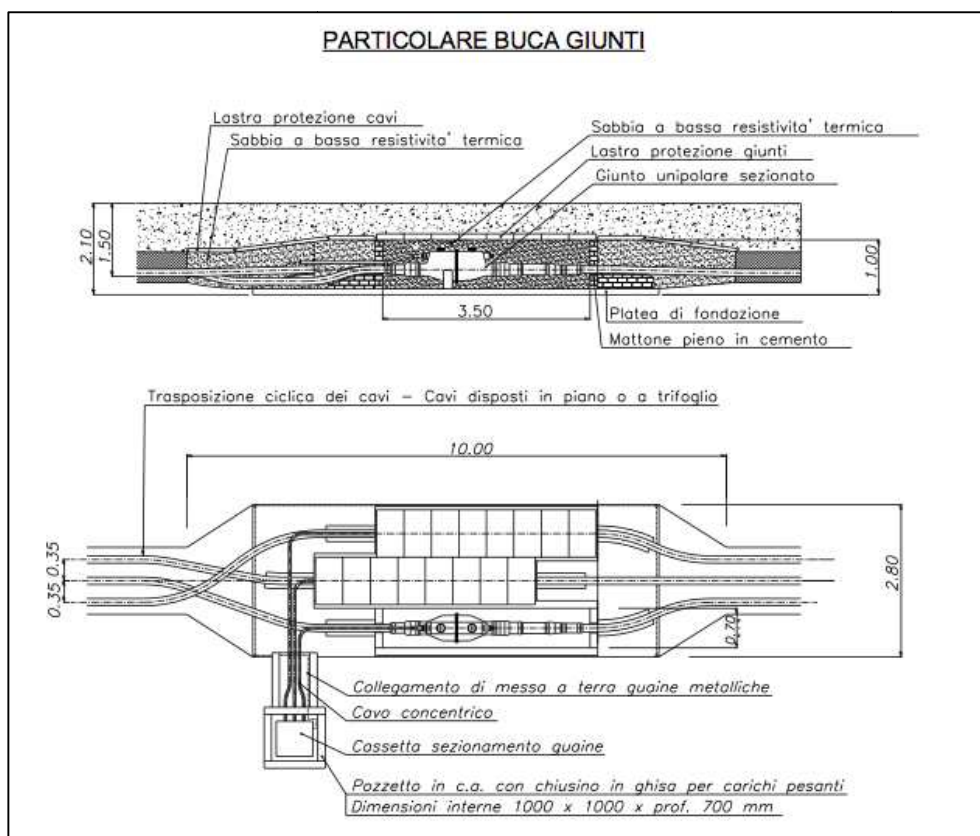 PARTICOLARE BUCA GIUNTI
Lastra protezione cavi
Sabbia a bassa resistivita' termica
Sabbia a bassa resistivita' termica
Lastra protezione giunti
Giunto unipolare sezionato
2.10
1.50
1.00
3.50
Platea di fondazione
Mattone pieno in cemento
Trasposizione ciclica dei cavi – Cavi disposti in piano o a trifoglio
10.00
0.35
0.35
2.80
0.70
Collegamento di messa a terra guaine metalliche
Cavo concentrico
Cassetta sezionamento guaine
Pozzetto in c.a. con chiusino in ghisa per carichi pesanti
Dimensioni interne 1000 x 1000 x prof. 700 mm